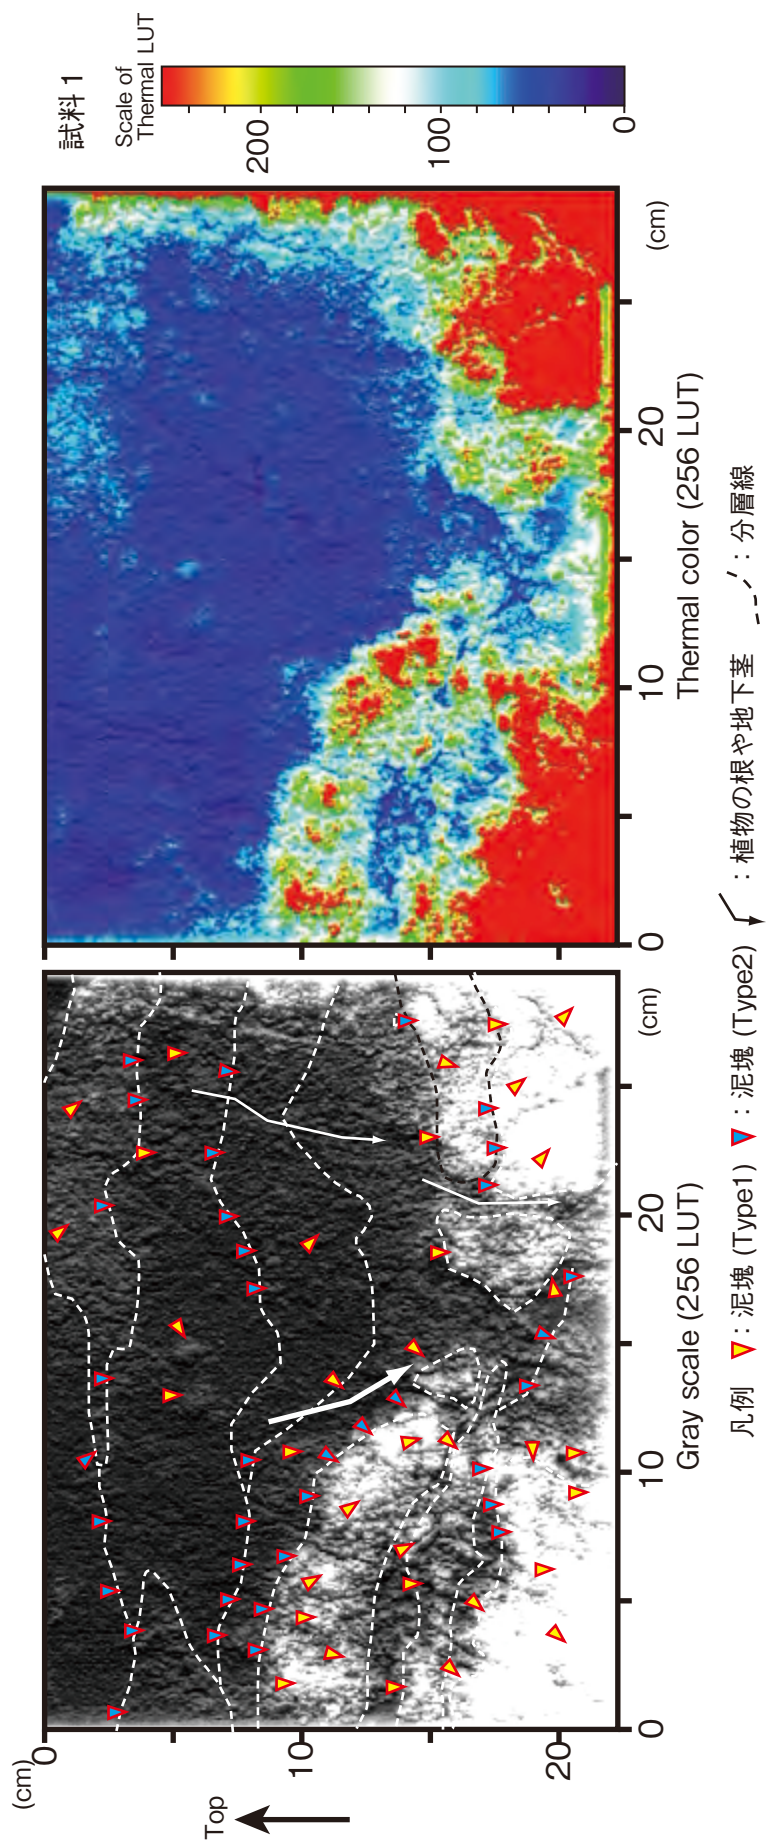 試料 1
Scale of
Thermal LUT
200
100
0
(cm)
0
10
20
Top
0
10
20
(cm)
Gray scale (256 LUT)
0
10
20
(cm)
Thermal color (256 LUT)
凡例 :泥塊 (Type1) :泥塊 (Type2) :植物の根や地下茎 :分層線